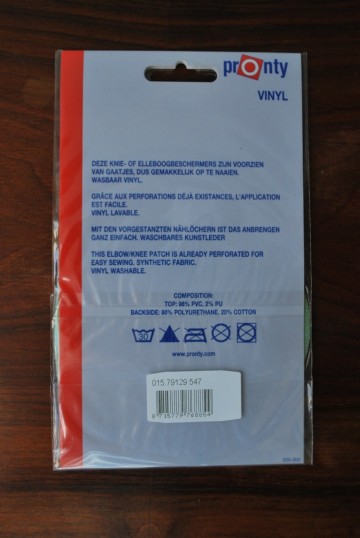 pronty
VINYL
DEZE KNIE- OF ELLEBOOGBESCHERMERS ZIJN VOORZIEN
VAN GAATJES, DUS GEMAKKELIJK OP TE NAAIEN.
WASBAAR VINYL.
GRÂCE AUX PERFORATIONS DÉJÀ EXISTANCES, L'APPLICATION
EST FACILE.
VINYL LAVABLE.
MIT DEN VORGESTANZTEN NÄHLÖCHERN IST DAS ANBRENGEN
GANZ EINFACH. WASCHBARES KUNSTLEDER
THIS ELBOW/KNEE PATCH IS ALREADY PERFORATED FOR
EASY SEWING. SYNTHETIC FABRIC.
VINYL WASHABLE.
COMPOSITION:
TOP: 98% PVC, 2% PU
BACKSIDE: 80% POLYURETHANE, 20% COTTON
30
www.pronty.com
015.79129 547